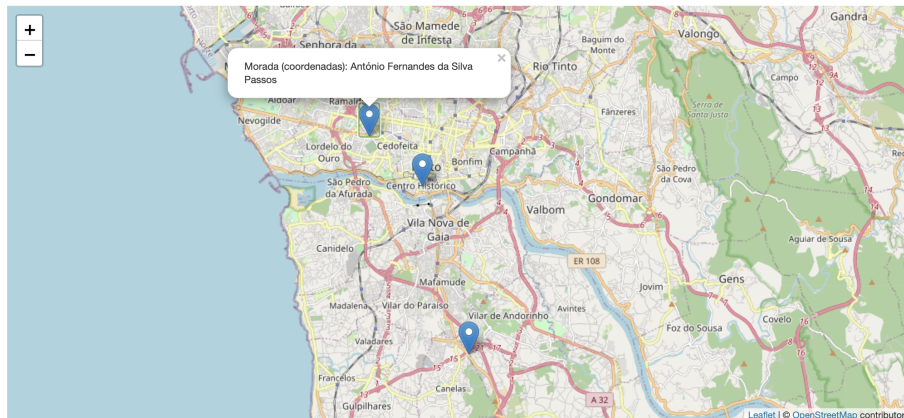 +
−
São Mamede
de Infesta
Gandra
Valongo
Baguim do
Monte
Senhora da
Morada (coordenadas): António Fernandes da Silva
Passos
×
Rio Tinto
Campo
12
9A
Aldoar
Nevogilde
Fânzeres
Serra de
Santa Justa
Lordelo do
Ouro
Cedofeita
Bonfim
Campanhã
São Pedro
da Cova
São Pedro
da Afurada
Centro Histórico
Valbom
Gondomar
Vila Nova de
Gaia
Canidelo
Aguiar de Sousa
ER 108
Mafamude
Jovim
Gens
Madalena
Vilar do Paraíso
Avintes
Covelo
Vilar de Andorinho
Foz do Sousa
Valadares
Francelos
Canelas
A 32
Gulpilhares
Leaflet | © OpenStreetMap contributor